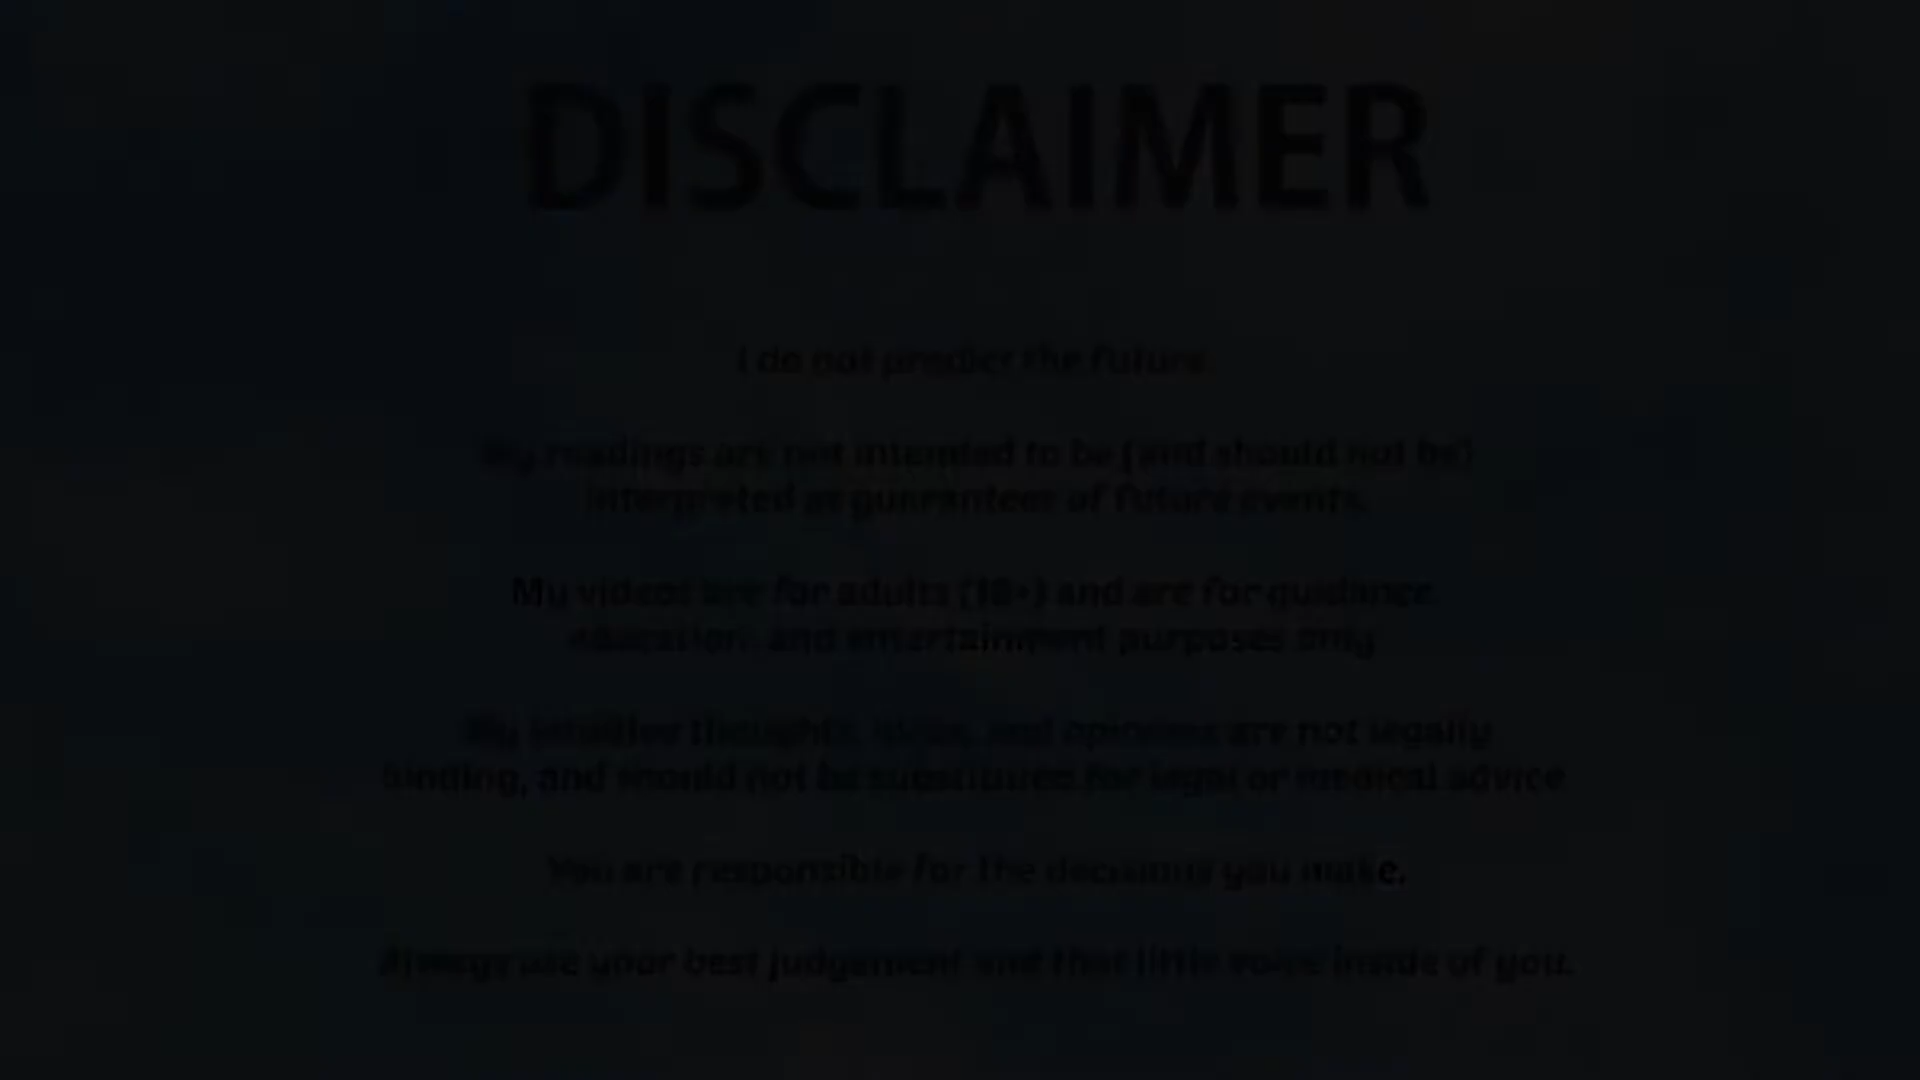 DISCLAIMER
I do not predict the future
My readings are not intended to be (and should not be)
interpreted as guarantees of future events.
My videos are for adults (18+) and are for guidance
education and entertainment purposes only
My intuitive thoughts, and opinions are not legally
binding, and should not be substituted for legal or medical advice
You are responsible for the decisions you make.
Always use your best judgement and that little voice inside of you.